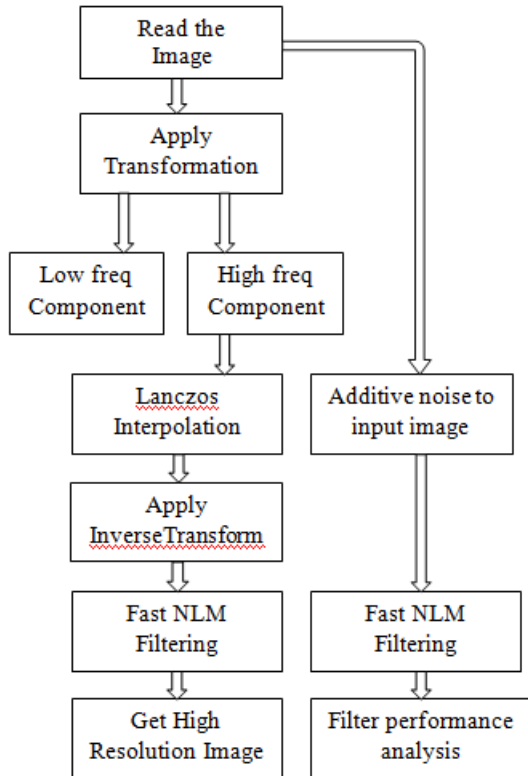 Read the
Image
Apply
Transformation
Low freq
Component
High freq
Component
Lanczos
Interpolation
Additive noise to
input image
Apply
InverseTransform
Fast NLM
Filtering
Fast NLM
Filtering
Get High
Resolution Image
Filter performance
analysis